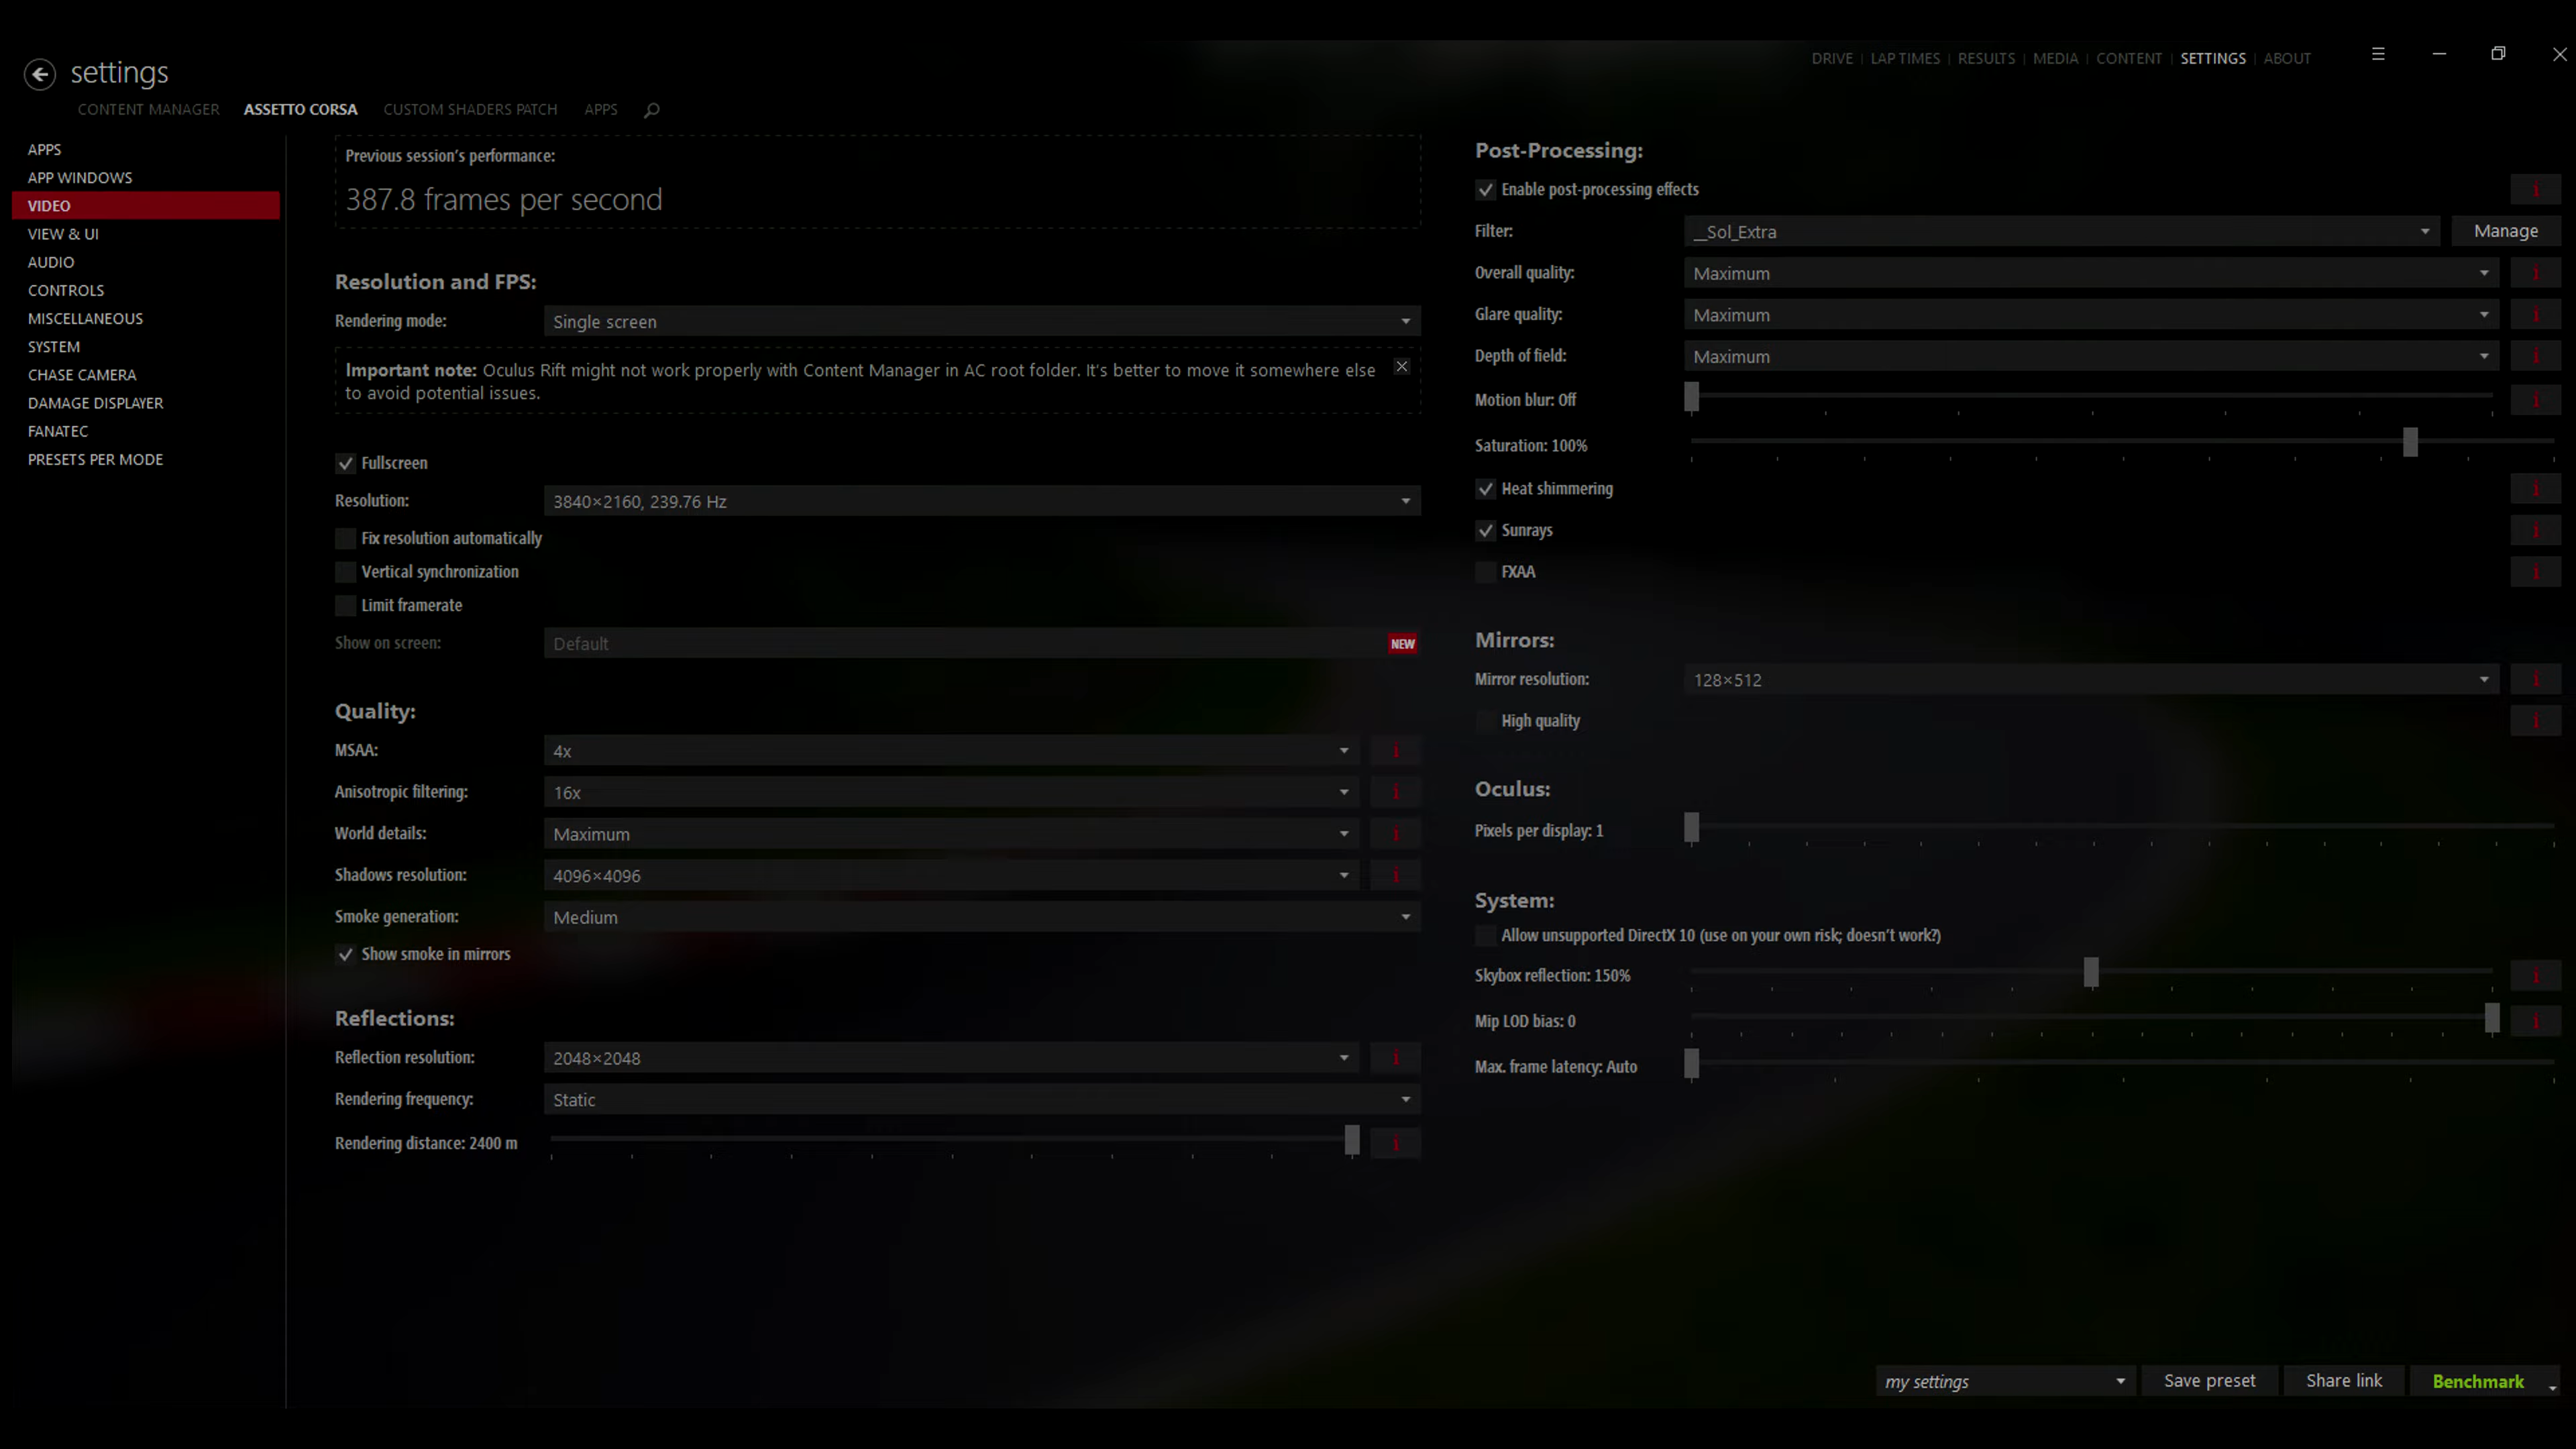 settings
DRIVE | LAP TIMES | RESULTS | MEDIA | CONTENT | SETTINGS | ABOUT
CONTENT MANAGER ASSETTO CORSA CUSTOM SHADERS PATCH APPS
APPS
APP WINDOWS
VIDEO
VIEW & UI
AUDIO
CONTROLS
MISCELLANEOUS
SYSTEM
CHASE CAMERA
DAMAGE DISPLAYER
FANATEC
PRESETS PER MODE
Previous session's performance:
387.8 frames per second
Resolution and FPS:
Rendering mode: Single screen
Important note: Oculus Rift might not work properly with Content Manager in AC root folder. It's better to move it somewhere else
to avoid potential issues.
Fullscreen
Resolution: 3840×2160, 239.76 Hz
Fix resolution automatically
Vertical synchronization
Limit framerate
Show on screen: Default NEW
Quality:
MSAA: 4x i
Anisotropic filtering: 16x i
World details: Maximum i
Shadows resolution: 4096×4096 i
Smoke generation: Medium
Show smoke in mirrors
Reflections:
Reflection resolution: 2048×2048 i
Rendering frequency: Static
Rendering distance: 2400 m i
Post-Processing:
Enable post-processing effects i
Filter: __Sol_Extra Manage
Overall quality: Maximum i
Glare quality: Maximum i
Depth of field: Maximum i
Motion blur: Off i
Saturation: 100%
Heat shimmering i
Sunrays i
FXAA i
Mirrors:
Mirror resolution: 128×512 i
High quality i
Oculus:
Pixels per display: 1
System:
Allow unsupported DirectX 10 (use on your own risk; doesn't work?)
Skybox reflection: 150% i
Mip LOD bias: 0 i
Max. frame latency: Auto
my settings Save preset Share link Benchmark